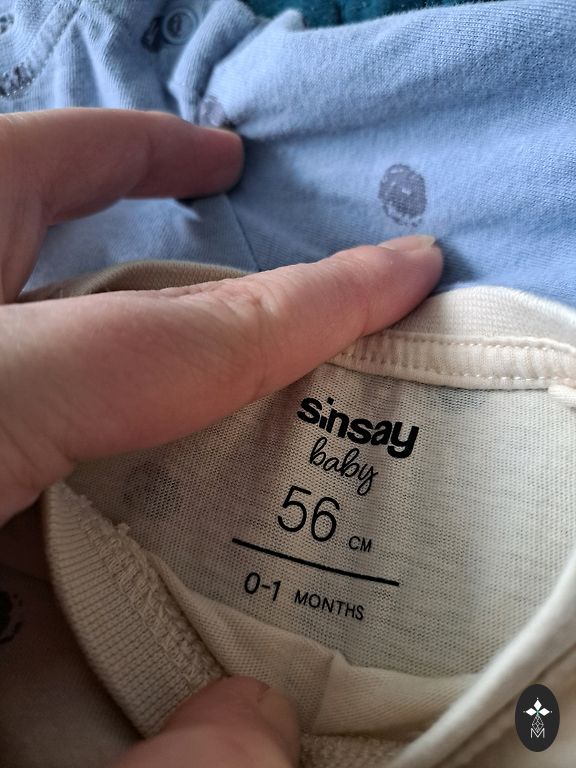 sinsay
baby
56 CM
0-1 MONTHS
M